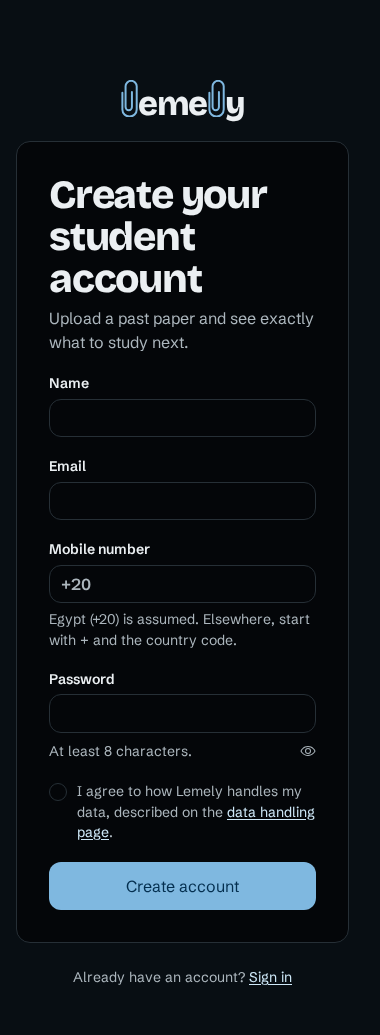 lemely
Create your
student
account
Upload a past paper and see exactly
what to study next.
Name
Email
Mobile number
+20
Egypt (+20) is assumed. Elsewhere, start
with + and the country code.
Password
At least 8 characters.
I agree to how Lemely handles my
data, described on the data handling
page.
Create account
Already have an account? Sign in